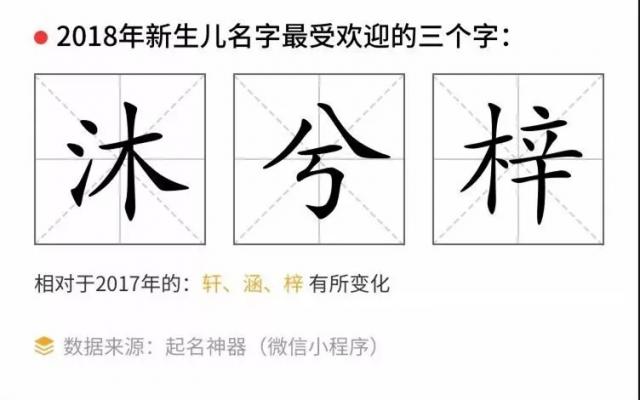 2018年新生儿名字最受欢迎的三个字：
沐 兮 梓
相对于2017年的：轩、涵、梓 有所变化
数据来源：起名神器（微信小程序）